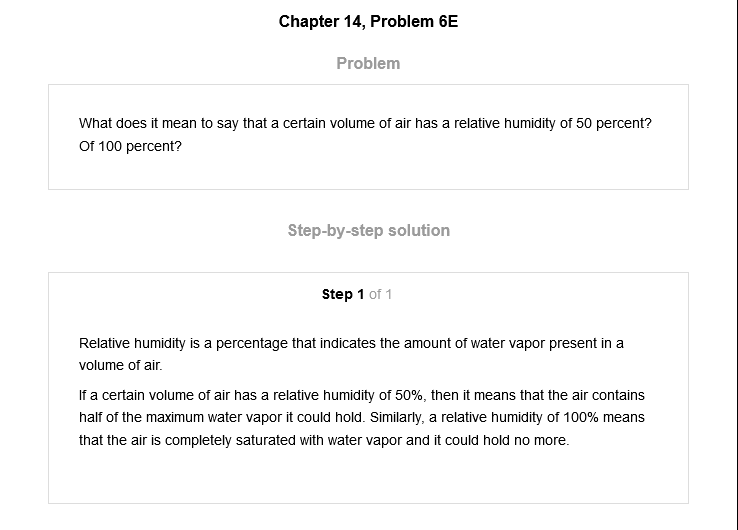 Chapter 14, Problem 6E
Problem
What does it mean to say that a certain volume of air has a relative humidity of 50 percent?
Of 100 percent?
Step-by-step solution
Step 1 of 1
Relative humidity is a percentage that indicates the amount of water vapor present in a
volume of air.
If a certain volume of air has a relative humidity of 50%, then it means that the air contains
half of the maximum water vapor it could hold. Similarly, a relative humidity of 100% means
that the air is completely saturated with water vapor and it could hold no more.